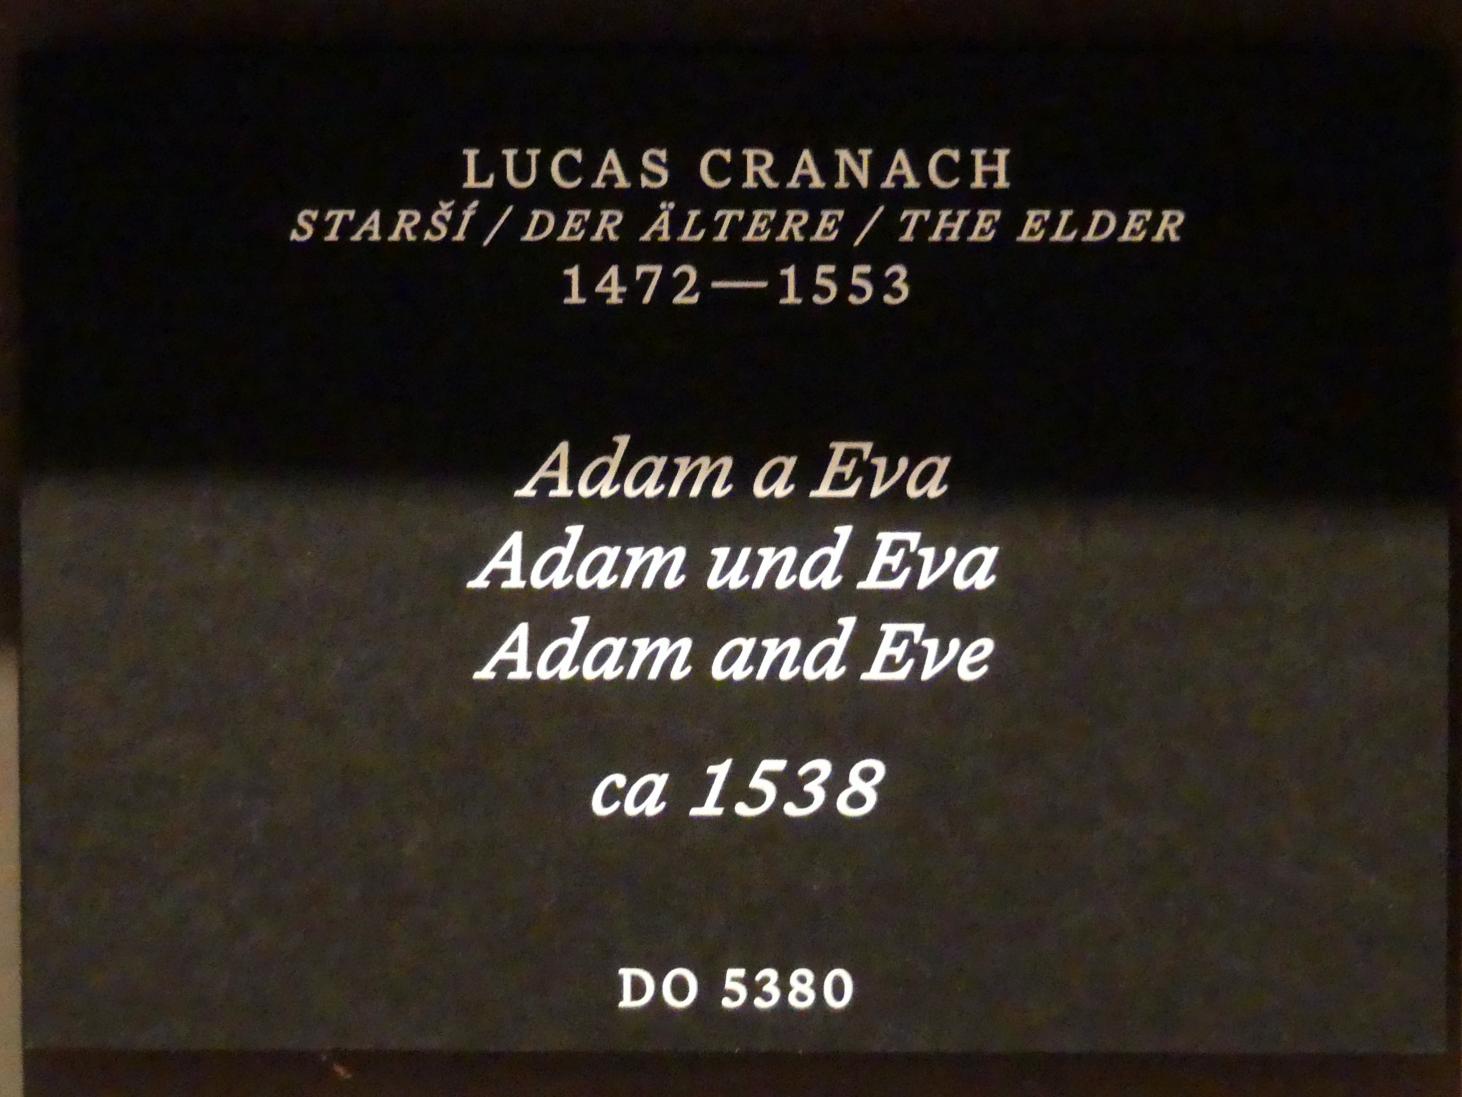 LUCAS CRANACH
STARŠÍ / DER ÄLTERE / THE ELDER
1472—1553
Adam a Eva
Adam und Eva
Adam and Eve
ca 1538
DO 5380